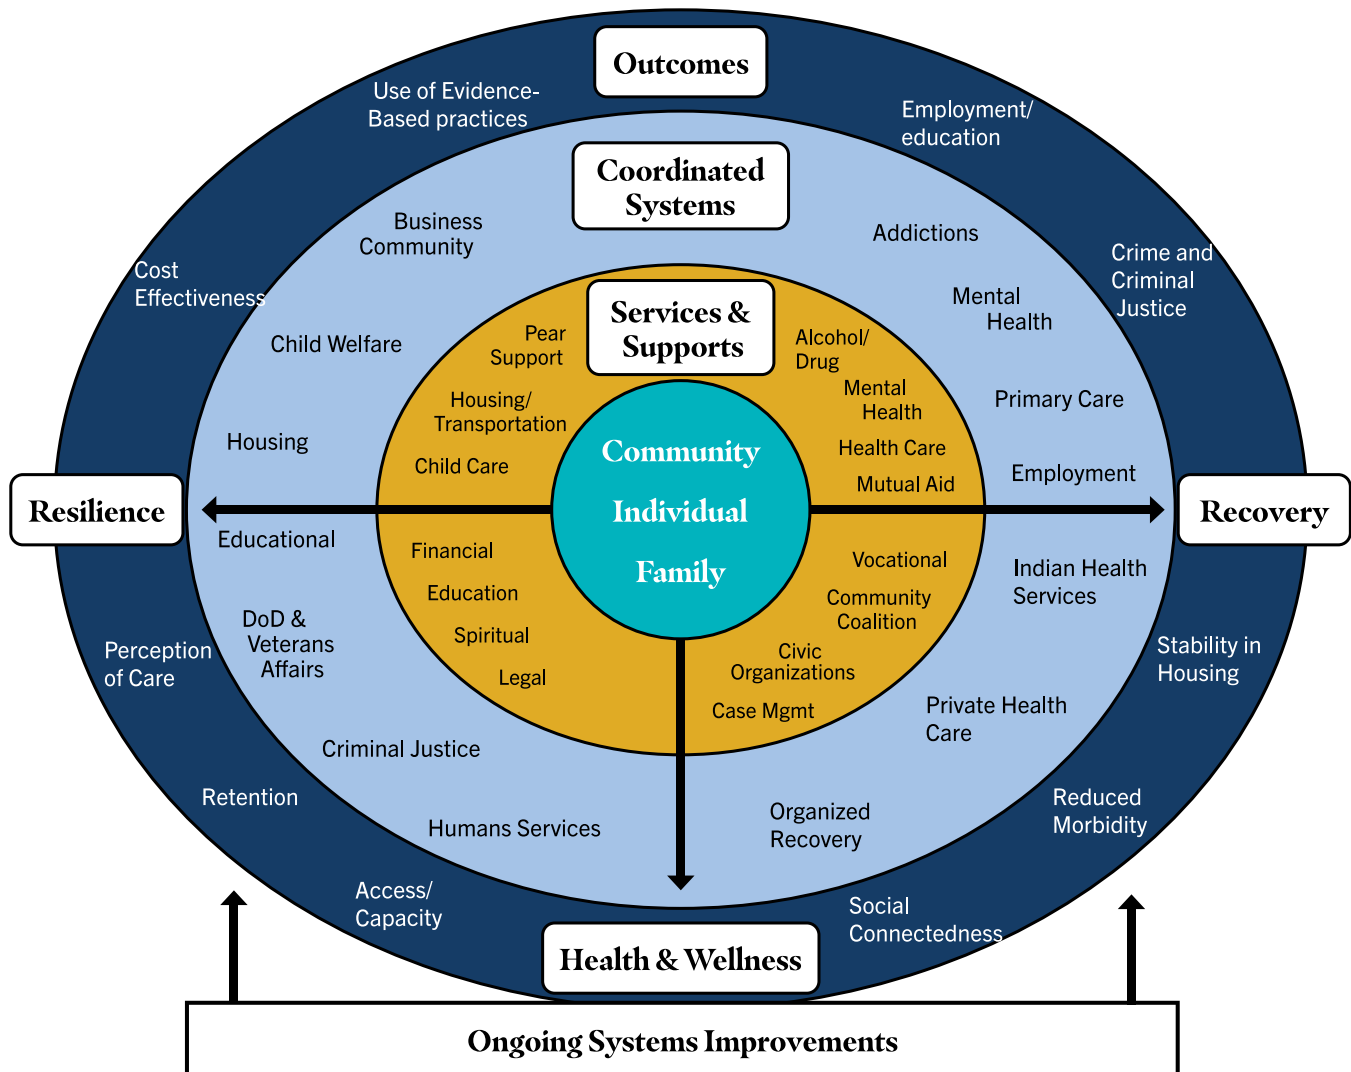 Outcomes
Use of Evidence-
Based practices
Employment/
education
Coordinated
Systems
Business
Community
Addictions
Cost
Effectiveness
Crime and
Criminal
Justice
Mental
Health
Services &
Supports
Child Welfare
Pear
Support
Alcohol/
Drug
Housing/
Transportation
Mental
Health
Primary Care
Housing
Child Care
Health Care
Mutual Aid
Employment
Community
Individual
Family
Resilience
Recovery
Educational
Financial
Education
Spiritual
Legal
Vocational
Community
Coalition
Civic
Organizations
Case Mgmt
Indian Health
Services
DoD &
Veterans
Affairs
Perception
of Care
Stability in
Housing
Private Health
Care
Criminal Justice
Retention
Humans Services
Organized
Recovery
Reduced
Morbidity
Access/
Capacity
Social
Connectedness
Health & Wellness
Ongoing Systems Improvements